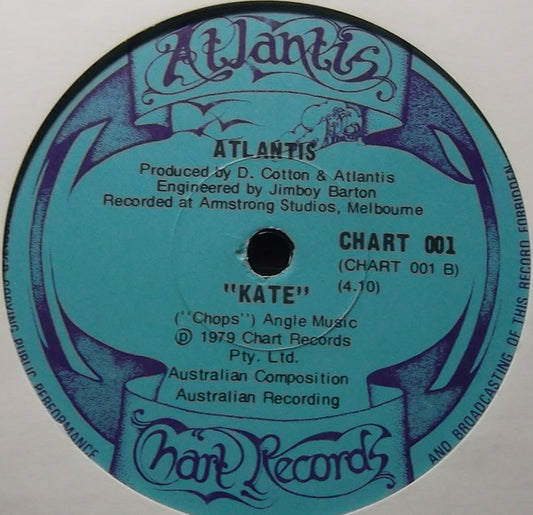 Atlantis
ATLANTIS
Produced by D. Cotton & Atlantis
Engineered by Jimboy Barton
Recorded at Armstrong Studios, Melbourne
CHART 001
(CHART 001 B)
(4.10)
"KATE"
("Chops") Angle Music
Ⓟ 1979 Chart Records
Pty. Ltd.
Australian Composition
Australian Recording
Chart Records
COPYING PUBLIC PERFORMANCE
AND BROADCASTING OF THIS RECORD FORBIDDEN